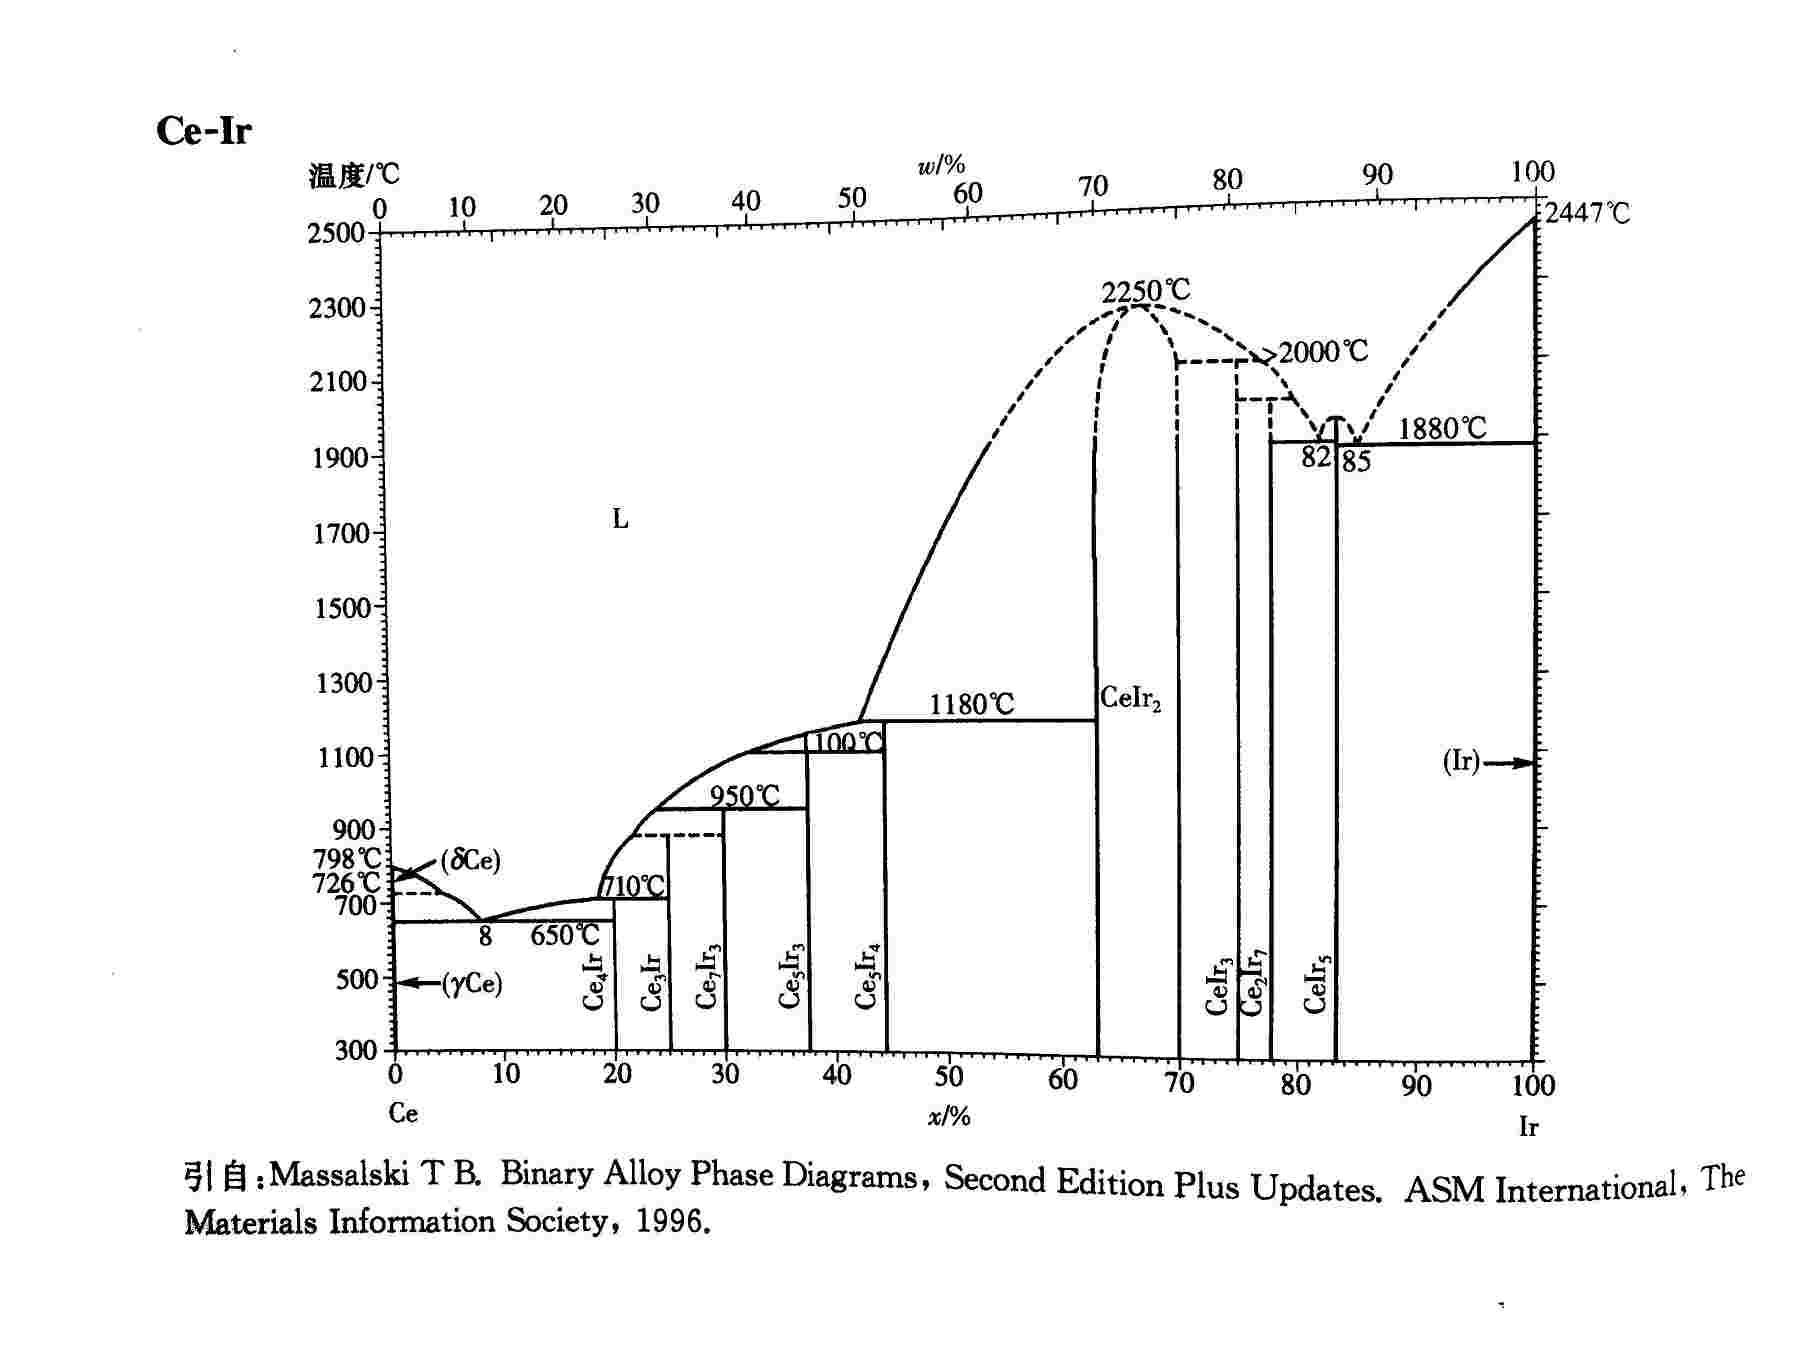 Ce-Ir
温度/℃
w/%
0 10 20 30 40 50 60 70 80 90 100
2447℃
2500
2300
2100
1900
1700
1500
1300
1100
900
798℃
726℃
700
500
300
2250℃
>2000℃
1880℃
82 85
L
1180℃
CeIr₂
100℃
(Ir)
950℃
(δCe)
710℃
8 650℃
(γCe)
Ce₄Ir
Ce₃Ir
Ce₇Ir₃
Ce₅Ir₃
Ce₅Ir₄
CeIr₃
Ce₂Ir₇
CeIr₅
0 10 20 30 40 50 60 70 80 90 100
Ce x/% Ir
引自:Massalski T B. Binary Alloy Phase Diagrams, Second Edition Plus Updates. ASM International, The
Materials Information Society, 1996.